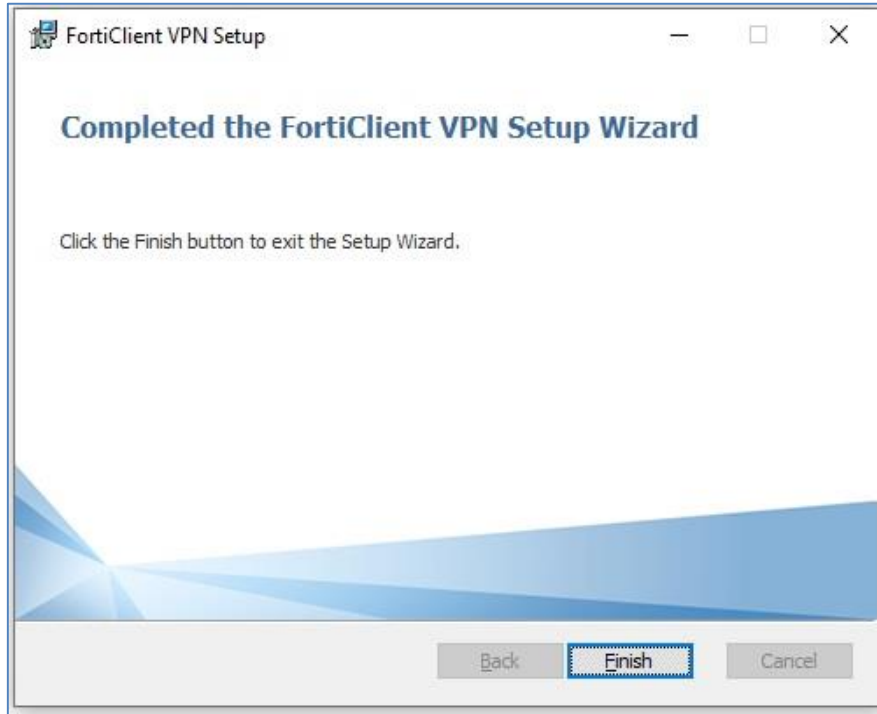 FortiClient VPN Setup
Completed the FortiClient VPN Setup Wizard
Click the Finish button to exit the Setup Wizard.
Back Finish Cancel